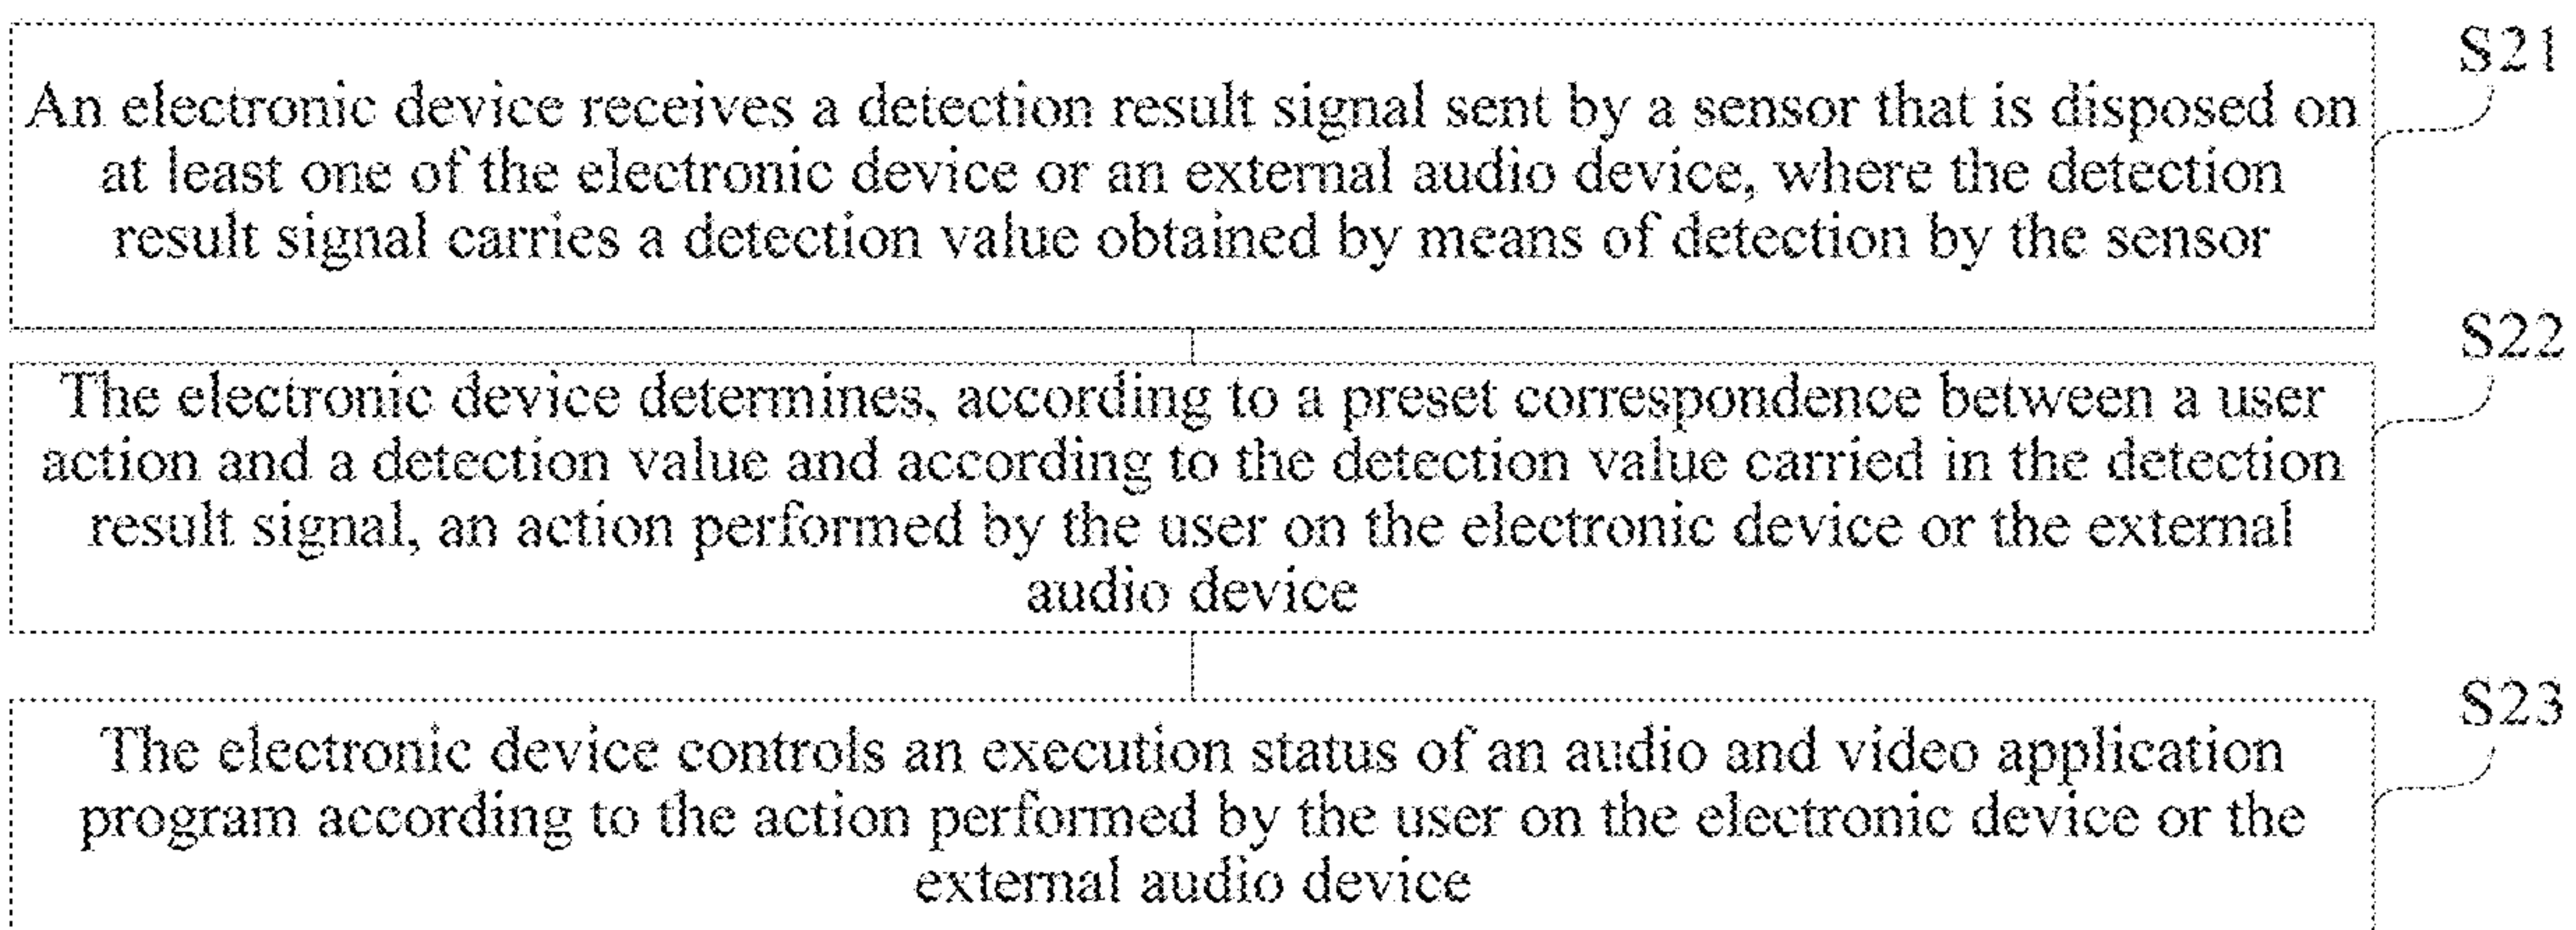 S21
An electronic device receives a detection result signal sent by a sensor that is disposed on
at least one of the electronic device or an external audio device, where the detection
result signal carries a detection value obtained by means of detection by the sensor
S22
The electronic device determines, according to a preset correspondence between a user
action and a detection value and according to the detection value carried in the detection
result signal, an action performed by the user on the electronic device or the external
audio device
S23
The electronic device controls an execution status of an audio and video application
program according to the action performed by the user on the electronic device or the
external audio device